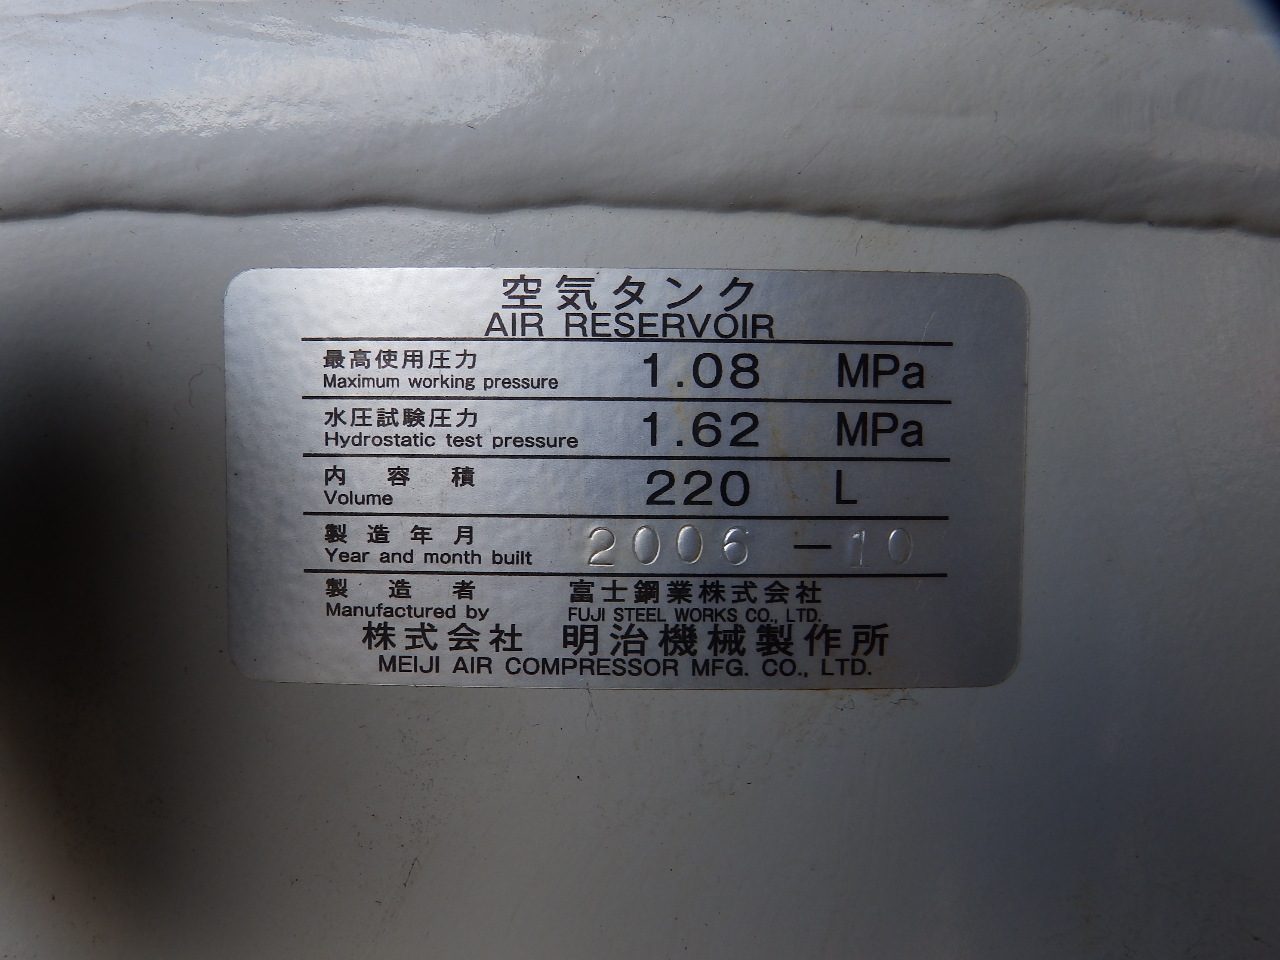 空気タンク
AIR RESERVOIR
最高使用圧力 1.08 MPa
Maximum working pressure
水圧試験圧力 1.62 MPa
Hydrostatic test pressure
内容積 220 L
Volume
製造年月 2006-10
Year and month built
製造者 富士鋼業株式会社
Manufactured by FUJI STEEL WORKS CO., LTD.
株式会社 明治機械製作所
MEIJI AIR COMPRESSOR MFG. CO., LTD.